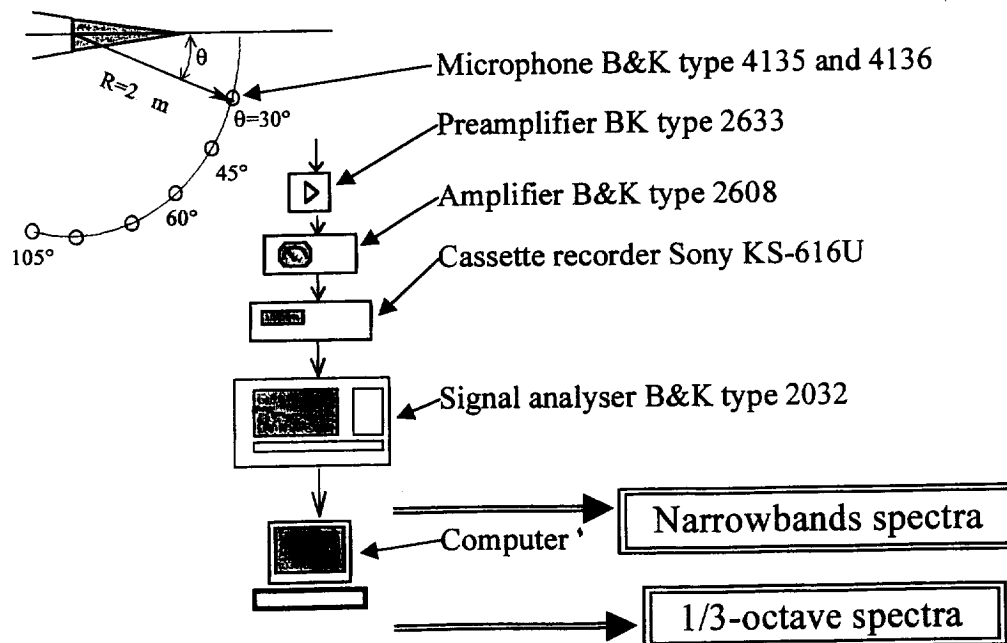 θ
R=2 m
θ=30°
45°
60°
105°
Microphone B&K type 4135 and 4136
Preamplifier BK type 2633
Amplifier B&K type 2608
Cassette recorder Sony KS-616U
Signal analyser B&K type 2032
Computer
Narrowbands spectra
1/3-octave spectra